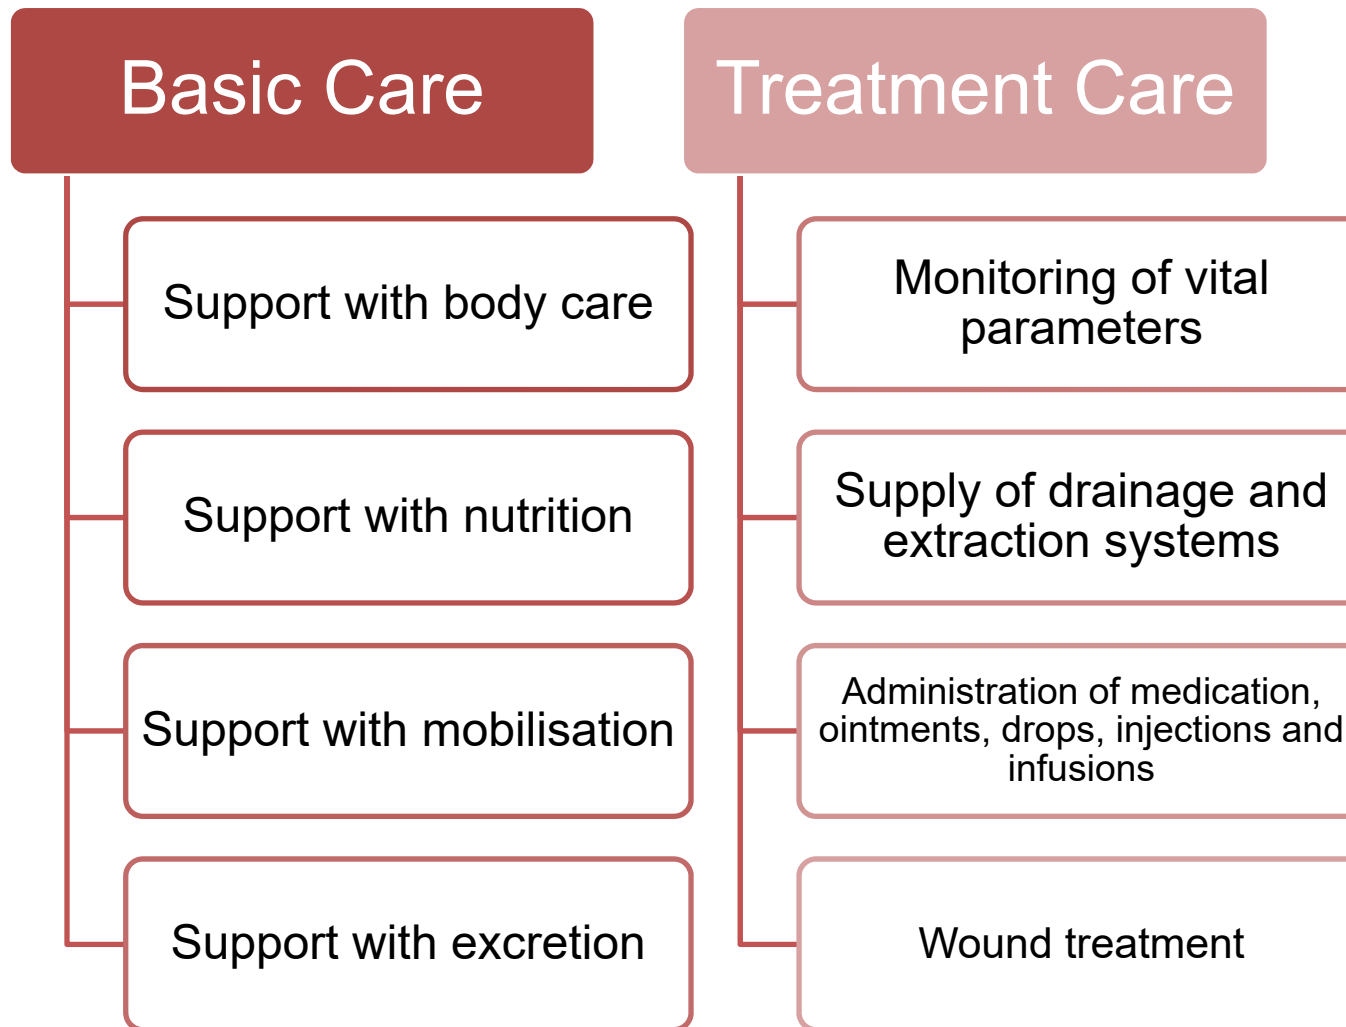 Basic Care
Support with body care
Support with nutrition
Support with mobilisation
Support with excretion
Treatment Care
Monitoring of vital
parameters
Supply of drainage and
extraction systems
Administration of medication,
ointments, drops, injections and
infusions
Wound treatment